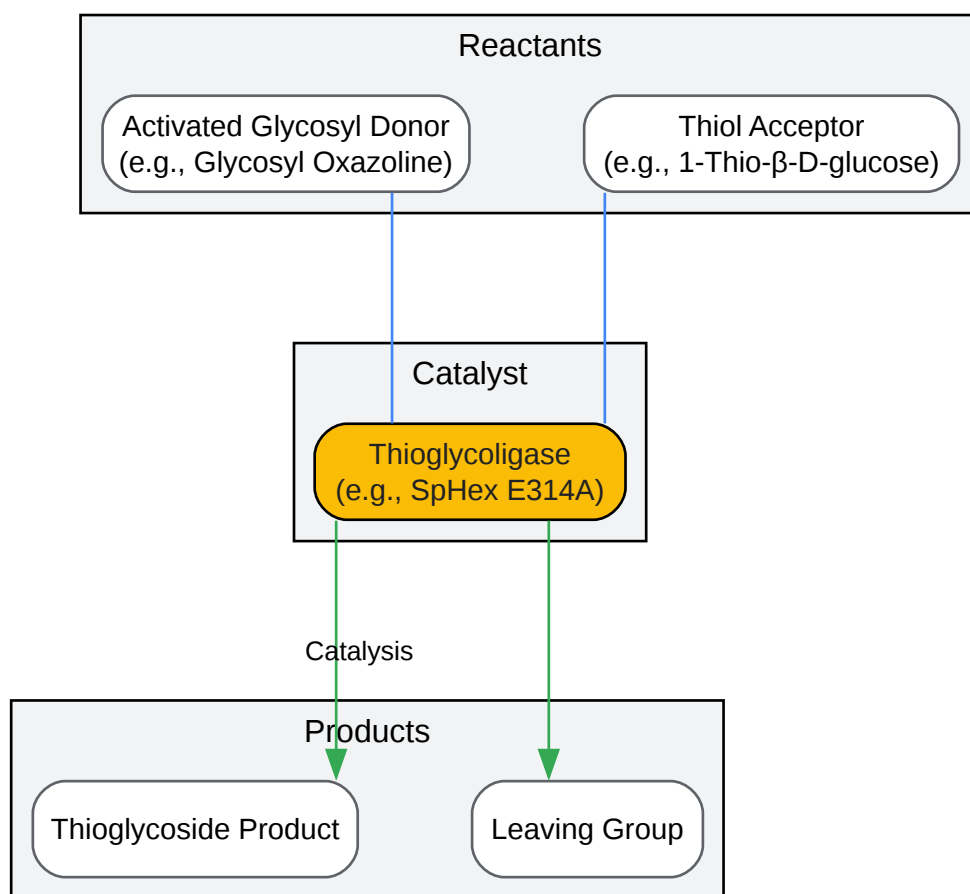 Reactants
Activated Glycosyl Donor
(e.g., Glycosyl Oxazoline)
Thiol Acceptor
(e.g., 1-Thio-β-D-glucose)
Catalyst
Thioglycoligase
(e.g., SpHex E314A)
Catalysis
Products
Thioglycoside Product
Leaving Group